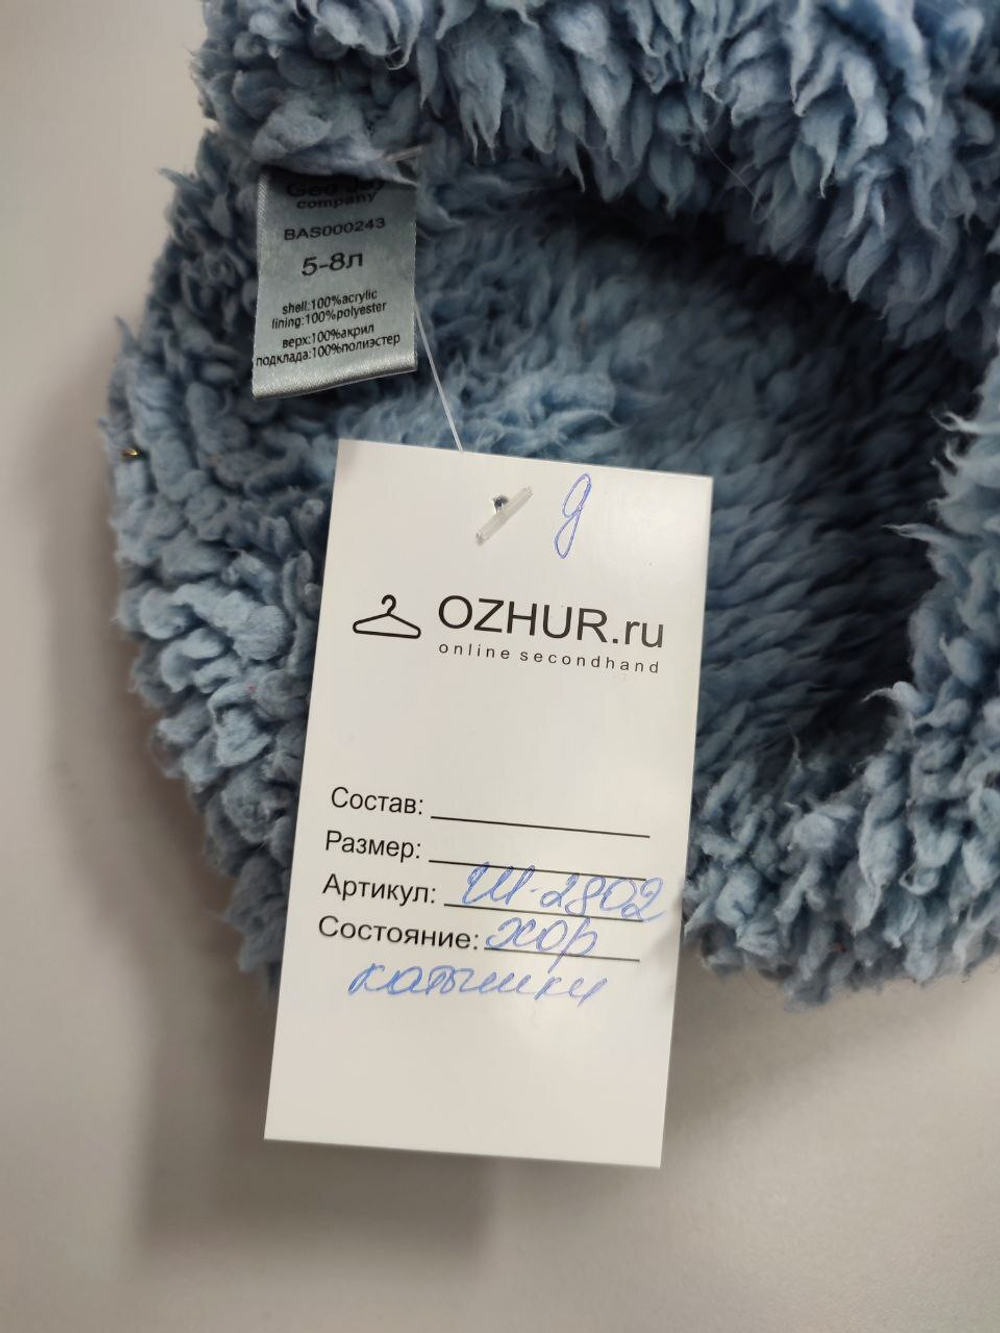 company
BAS000243
5-8л
shell:100%acrylic
lining:100%polyester
верх:100%акрил
подклада:100%полиэстер
д
OZHUR.ru
online secondhand
Состав:
Размер:
Артикул: Ш-2802
Состояние: хор
катышки